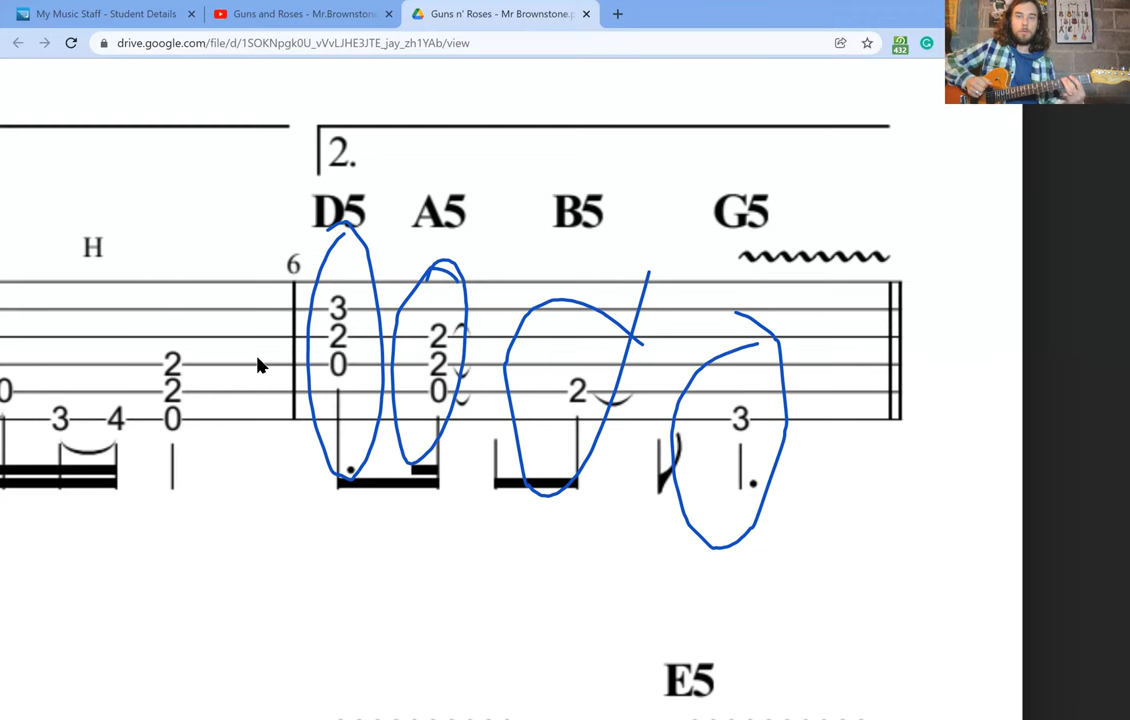 My Music Staff - Student Details
Guns and Roses - Mr.Brownstone
Guns n' Roses - Mr Brownstone.p
drive.google.com/file/d/1SOKNpgk0U_vVvLJHE3JTE_jay_zh1YAb/view
432
2.
D5 A5 B5 G5
H
6
3
2 2
2 0 2
0 2 0 2
3 4 0 3
E5